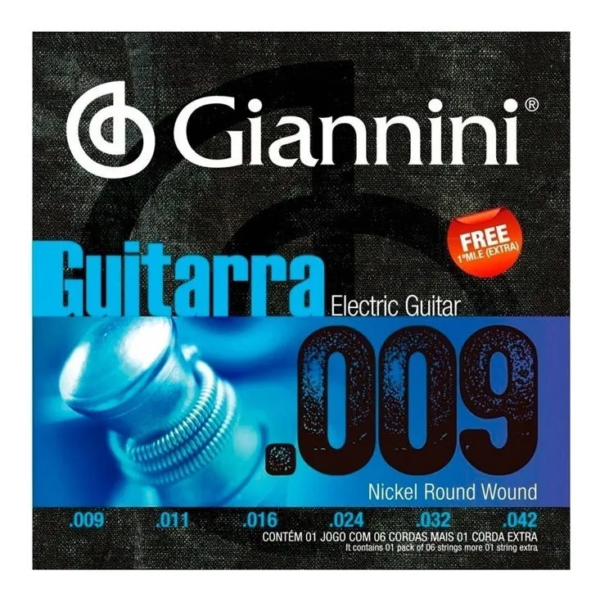 Giannini®
FREE
1ªMI.E (EXTRA)
Guitarra
Electric Guitar
.009
Nickel Round Wound
.009 .011 .016 .024 .032 .042
CONTÉM 01 JOGO COM 06 CORDAS MAIS 01 CORDA EXTRA
It contains 01 pack of 06 strings more 01 string extra